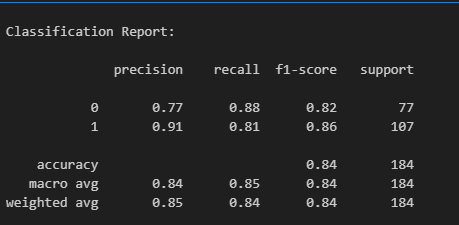 Classification Report:
precision recall f1-score support
0 0.77 0.88 0.82 77
1 0.91 0.81 0.86 107
accuracy 0.84 184
macro avg 0.84 0.85 0.84 184
weighted avg 0.85 0.84 0.84 184